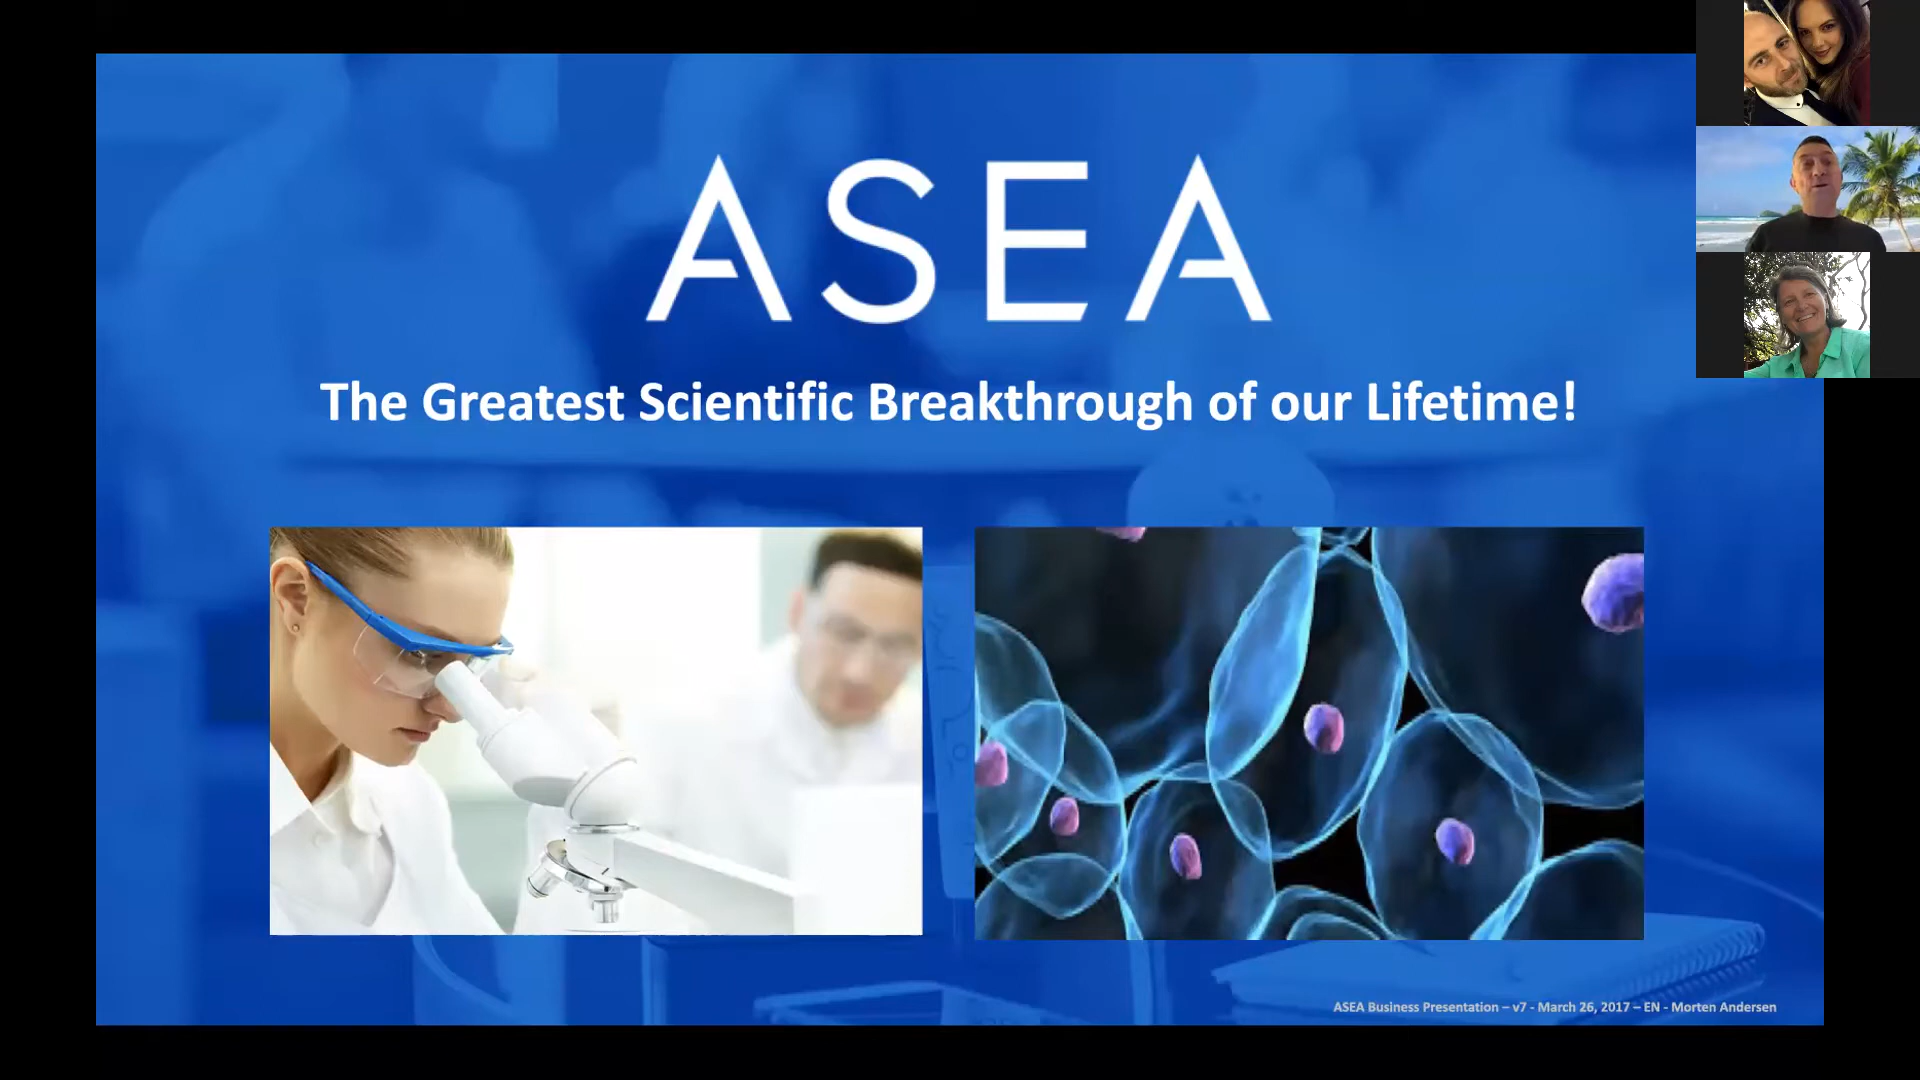 ASEA
The Greatest Scientific Breakthrough of our Lifetime!
ASEA Business Presentation – v7 - March 26, 2017 – EN - Morten Andersen